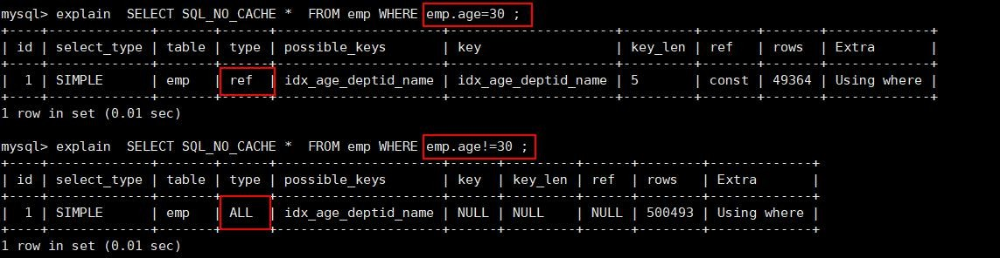 mysql> explain  SELECT SQL_NO_CACHE *  FROM emp WHERE emp.age=30 ;
+----+-------------+-------+------+----------------------+----------------------+---------+-------+-------+-------------+
| id | select_type | table | type | possible_keys        | key                  | key_len | ref   | rows  | Extra       |
+----+-------------+-------+------+----------------------+----------------------+---------+-------+-------+-------------+
|  1 | SIMPLE      | emp   | ref  | idx_age_deptid_name | idx_age_deptid_name | 5       | const | 49364 | Using where |
+----+-------------+-------+------+----------------------+----------------------+---------+-------+-------+-------------+
1 row in set (0.01 sec)
mysql> explain  SELECT SQL_NO_CACHE *  FROM emp WHERE emp.age!=30 ;
+----+-------------+-------+------+---------------------+------+---------+------+--------+-------------+
| id | select_type | table | type | possible_keys       | key  | key_len | ref  | rows   | Extra       |
+----+-------------+-------+------+---------------------+------+---------+------+--------+-------------+
|  1 | SIMPLE      | emp   | ALL  | idx_age_deptid_name | NULL | NULL    | NULL | 500493 | Using where |
+----+-------------+-------+------+---------------------+------+---------+------+--------+-------------+
1 row in set (0.01 sec)